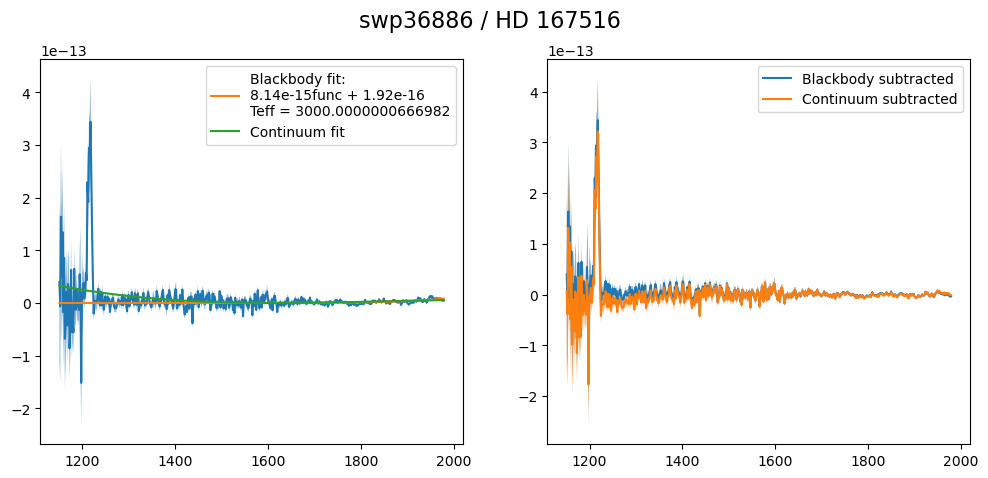 swp36886 / HD 167516
1e−13
4
3
2
1
0
−1
−2
1200 1400 1600 1800 2000
Blackbody fit:
8.14e-15func + 1.92e-16
Teff = 3000.0000000666982
Continuum fit
1e−13
4
3
2
1
0
−1
−2
1200 1400 1600 1800 2000
Blackbody subtracted
Continuum subtracted